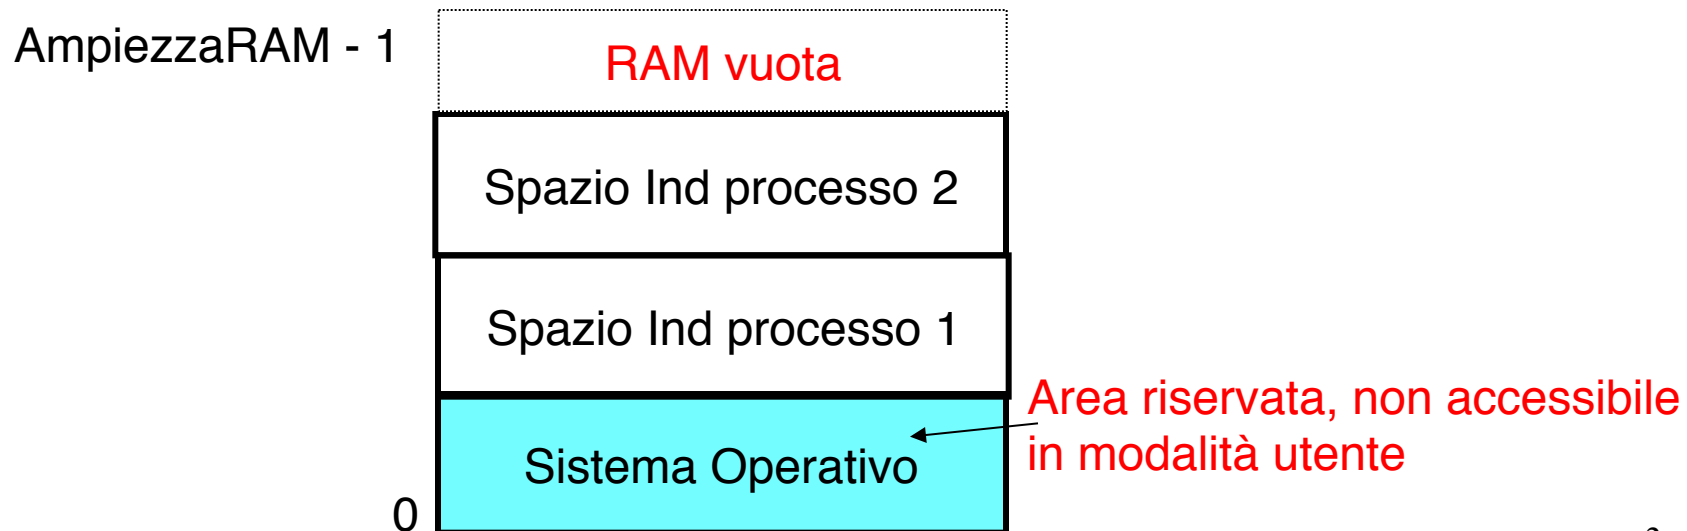 AmpiezzaRAM - 1
RAM vuota
Spazio Ind processo 2
Spazio Ind processo 1
Area riservata, non accessibile
in modalità utente
Sistema Operativo
0